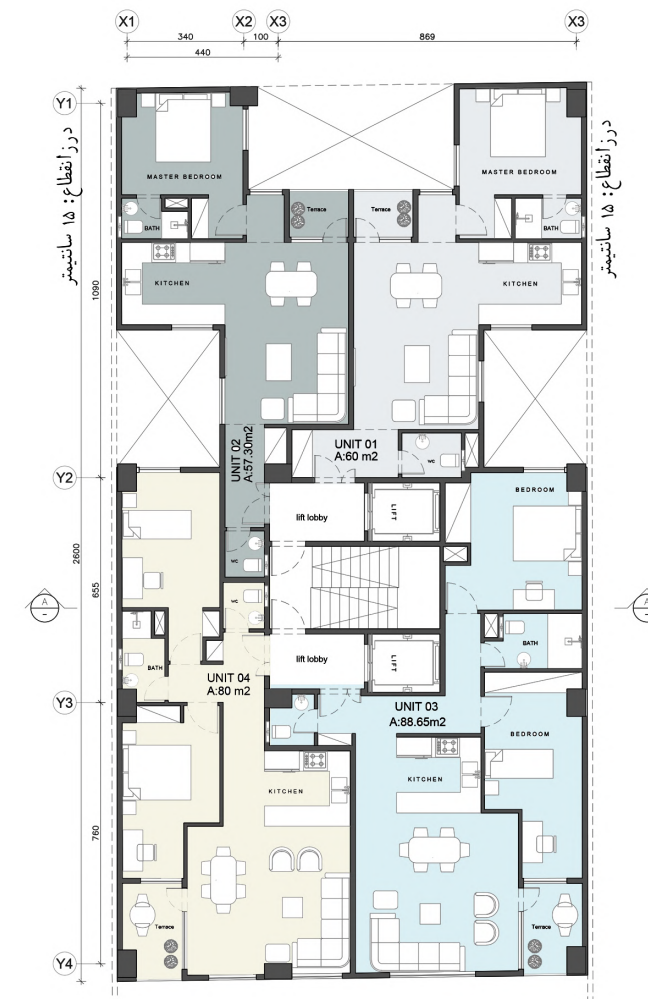 X1
X2
X3
X3
340
100
869
440
Y1
درز انقطاع: ۱۵ سانتیمتر
درز انقطاع: ۱۵ سانتیمتر
MASTER BEDROOM
MASTER BEDROOM
BATH
Terrace
Terrace
BATH
KITCHEN
KITCHEN
1090
UNIT 02
A:57.30m2
UNIT 01
A:60 m2
WC
Y2
BEDROOM
lift lobby
LIFT
2600
WC
655
A
A
WC
BATH
lift lobby
LIFT
BATH
UNIT 04
A:80 m2
Y3
UNIT 03
A:88.65m2
BEDROOM
KITCHEN
KITCHEN
760
Terrace
Terrace
Y4